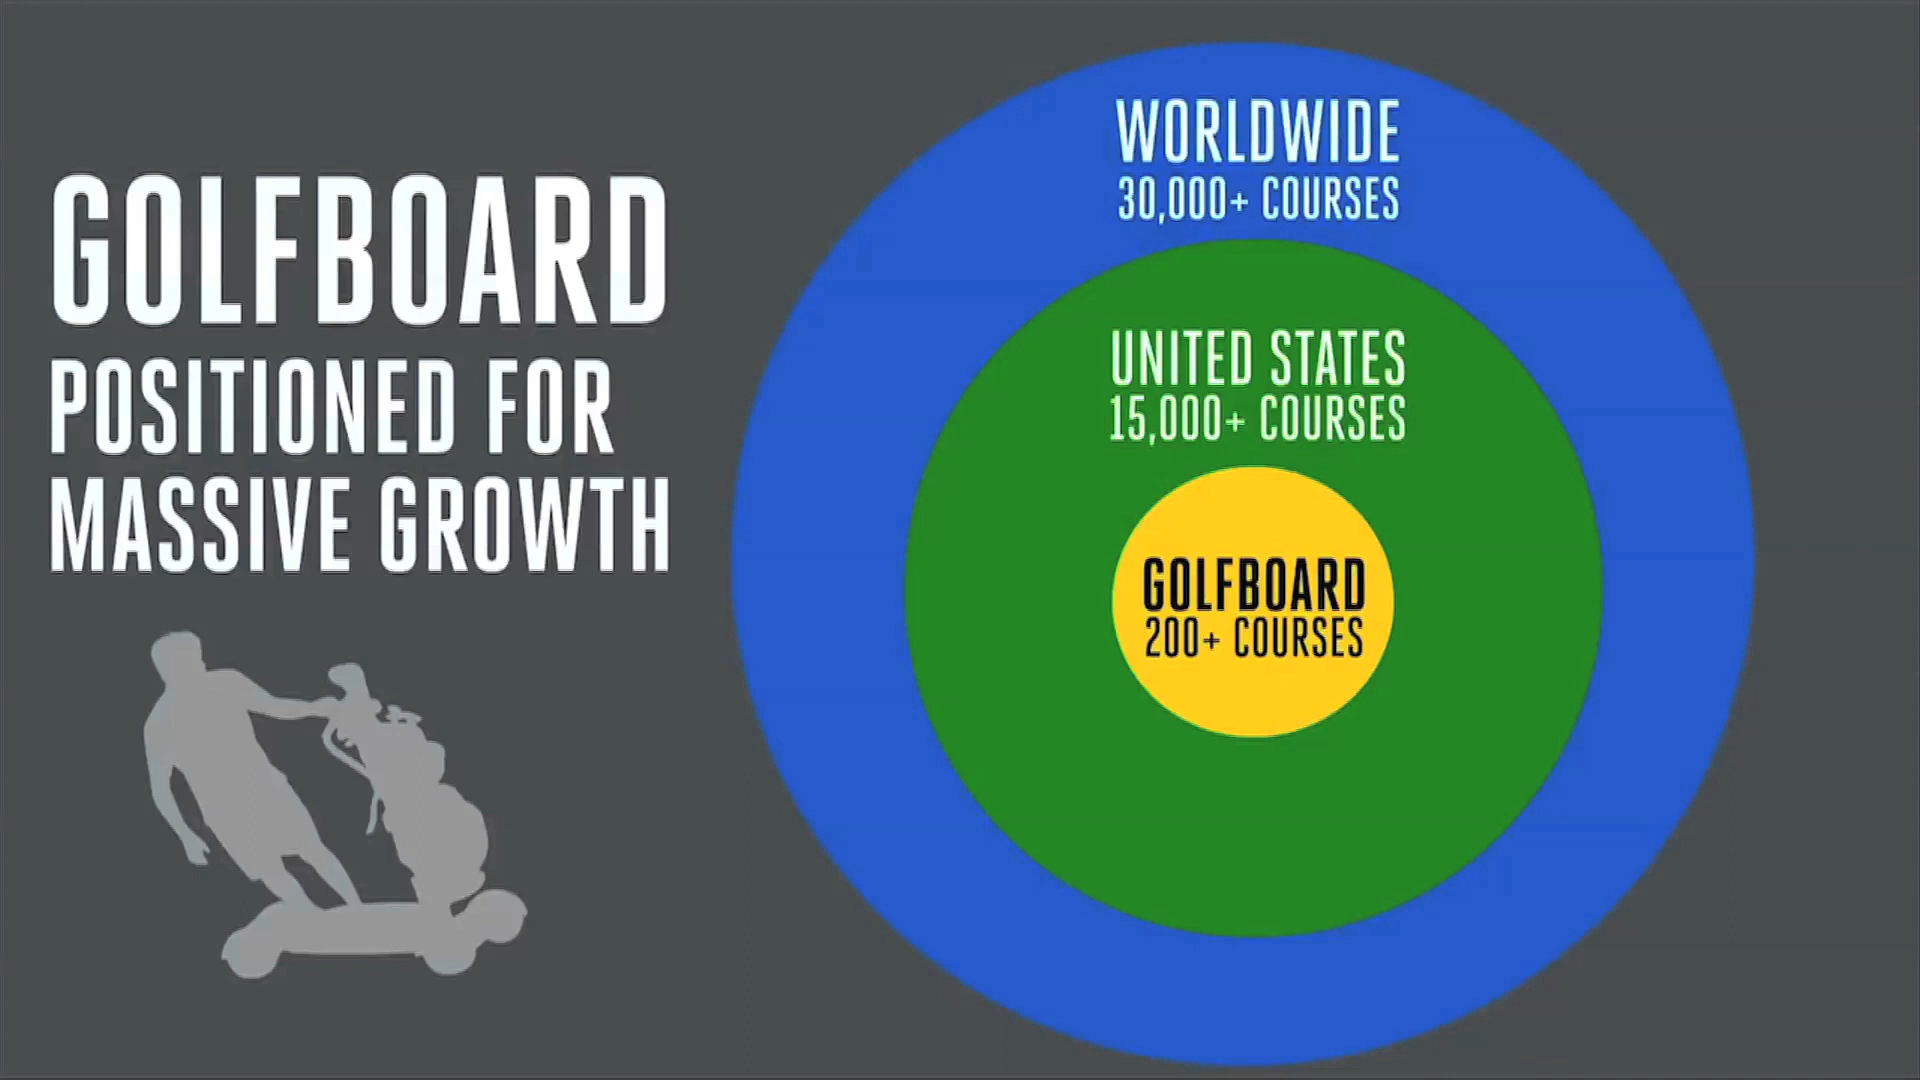 GOLFBOARD
POSITIONED FOR
MASSIVE GROWTH
WORLDWIDE
30,000+ COURSES
UNITED STATES
15,000+ COURSES
GOLFBOARD
200+ COURSES